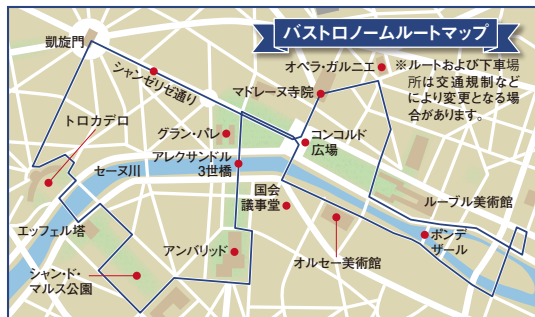 バストロノームルートマップ
※ルートおよび下車場
所は交通規制など
により変更となる場
合があります。
凱旋門
シャンゼリゼ通り
オペラ・ガルニエ
マドレーヌ寺院
トロカデロ
グラン・パレ
コンコルド
広場
アレクサンドル
3世橋
セーヌ川
国会
議事堂
ルーブル美術館
エッフェル塔
アンバリッド
ポンデ
ザール
オルセー美術館
シャン・ド・
マルス公園